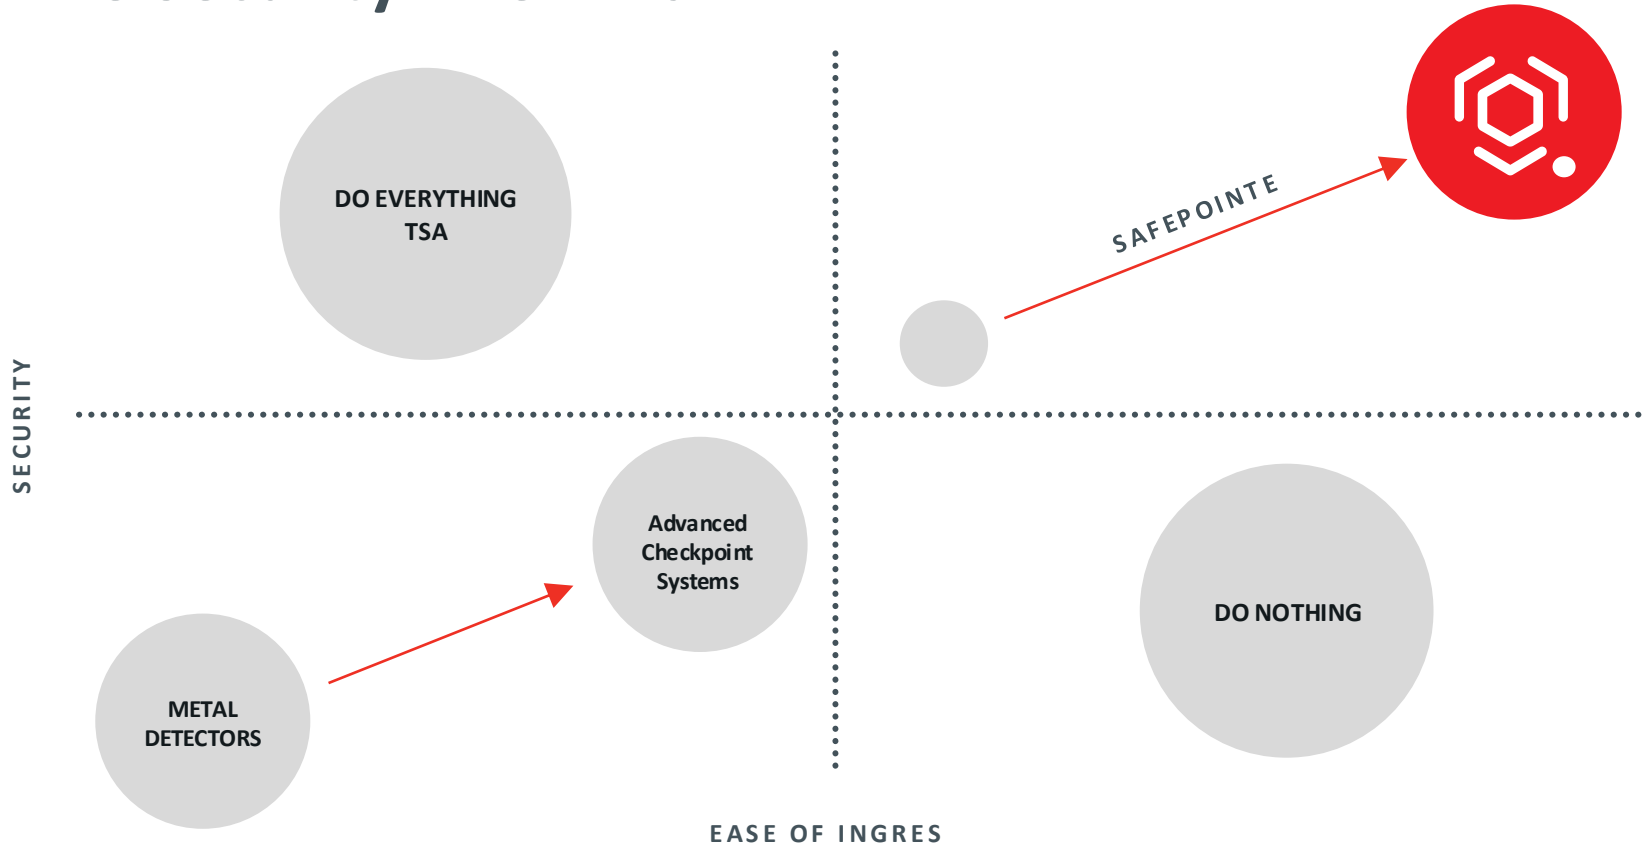 DO EVERYTHING
TSA
SAFEPOINTE
SECURITY
Advanced
Checkpoint
Systems
DO NOTHING
METAL
DETECTORS
EASE OF INGRES